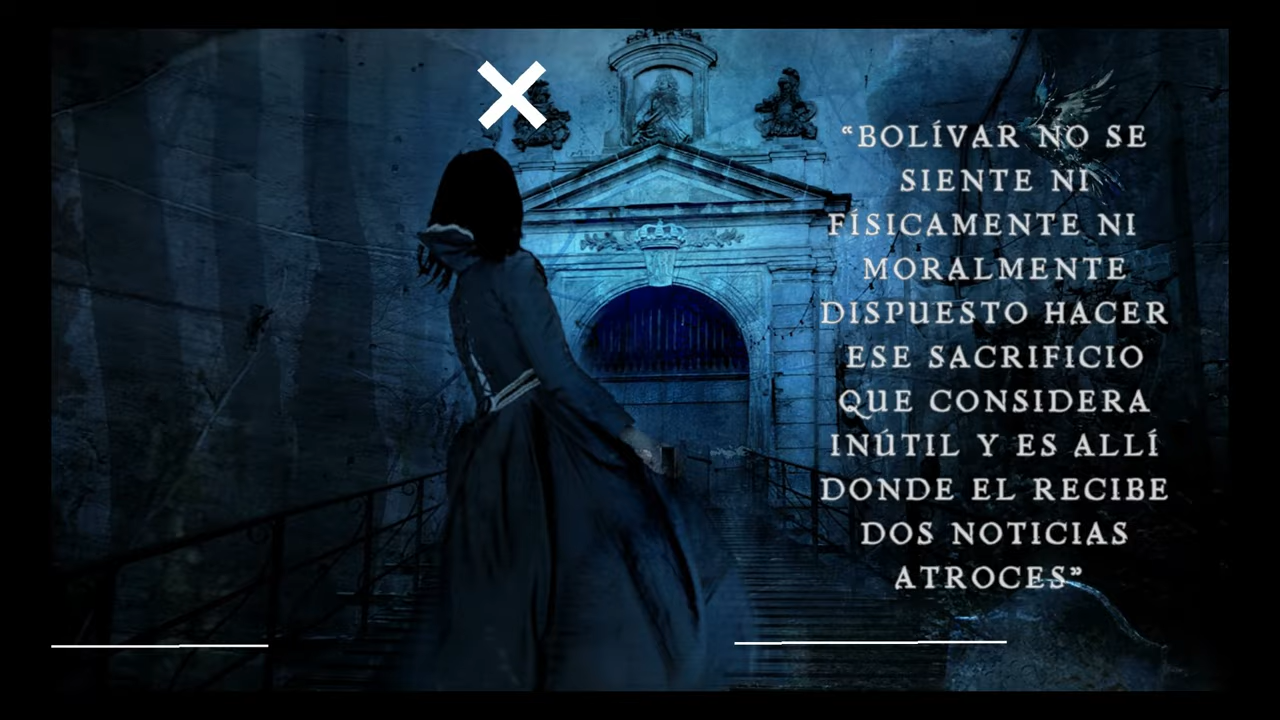 “BOLÍVAR NO SE
SIENTE NI
FÍSICAMENTE NI
MORALMENTE
DISPUESTO HACER
ESE SACRIFICIO
QUE CONSIDERA
INÚTIL Y ES ALLÍ
DONDE EL RECIBE
DOS NOTICIAS
ATROCES”